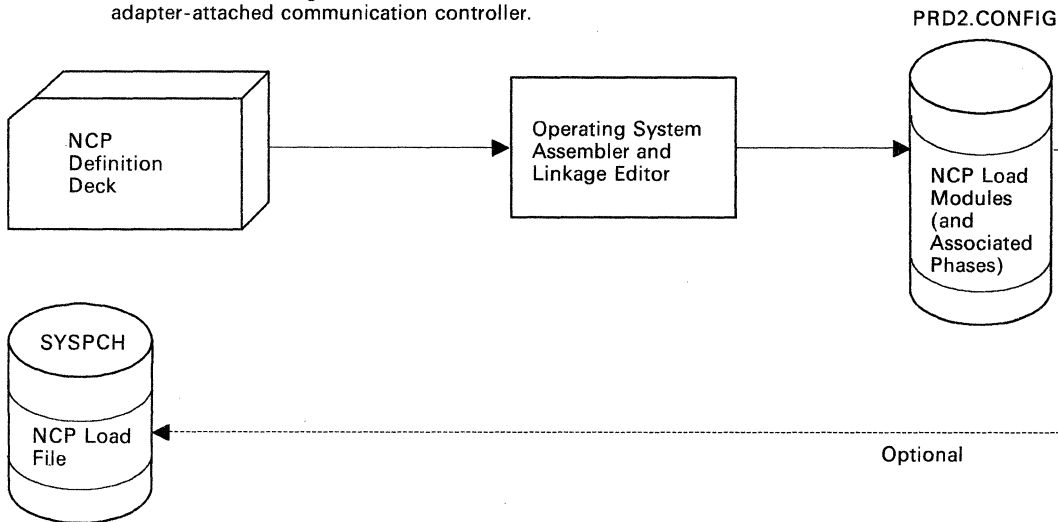 adapter-attached communication controller.
PRD2.CONFIG
NCP
Definition
Deck
Operating System
Assembler and
Linkage Editor
NCP Load
Modules
(and
Associated
Phases)
SYSPCH
NCP Load
File
Optional